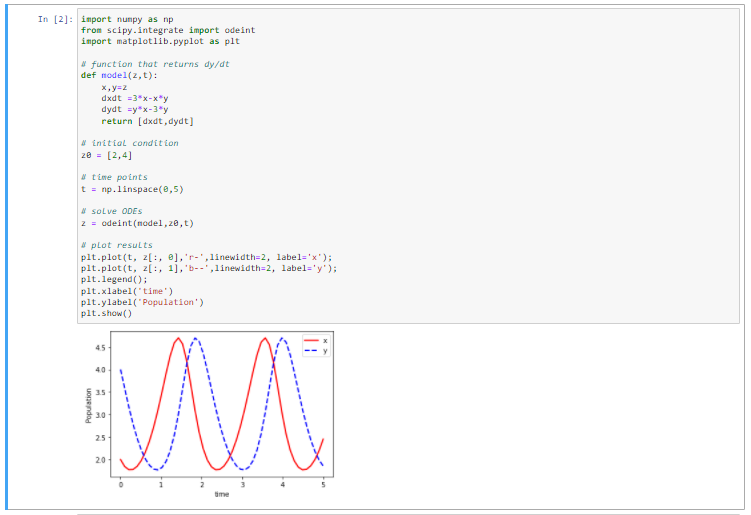 In [2]:
import numpy as np
from scipy.integrate import odeint
import matplotlib.pyplot as plt
# function that returns dy/dt
def model(z,t):
    x,y=z
    dxdt =3*x-x*y
    dydt =y*x-3*y
    return [dxdt,dydt]
# initial condition
z0 = [2,4]
# time points
t = np.linspace(0,5)
# solve ODEs
z = odeint(model,z0,t)
# plot results
plt.plot(t, z[:, 0],'r-',linewidth=2, label='x');
plt.plot(t, z[:, 1],'b--',linewidth=2, label='y');
plt.legend();
plt.xlabel('time')
plt.ylabel('Population')
plt.show()
x
y
4.5
4.0
3.5
3.0
2.5
2.0
Population
0 1 2 3 4 5
time